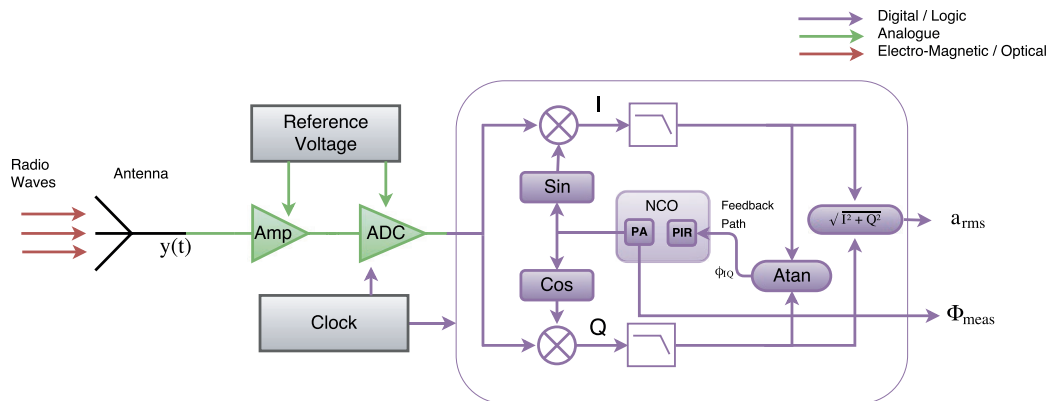 Digital / Logic
Analogue
Electro-Magnetic / Optical
Radio
Waves
Antenna
y(t)
Reference
Voltage
Amp
ADC
Clock
I
Sin
Cos
Q
NCO
PA
PIR
Feedback
Path
ϕIQ
Atan
√I² + Q²
arms
Φmeas